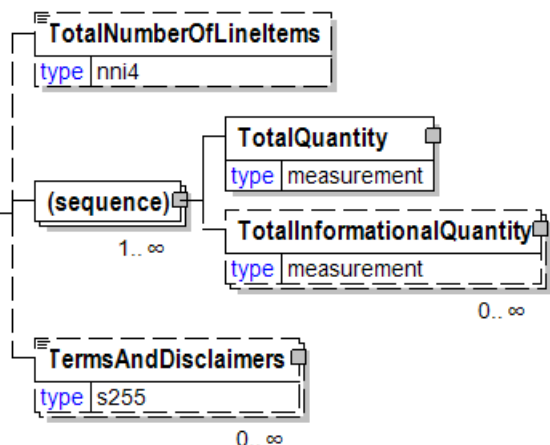 TotalNumberOfLineItems
type nni4
TotalQuantity
type measurement
(sequence)
1.. ∞
TotalInformationalQuantity
type measurement
0.. ∞
TermsAndDisclaimers
type s255
0.. ∞